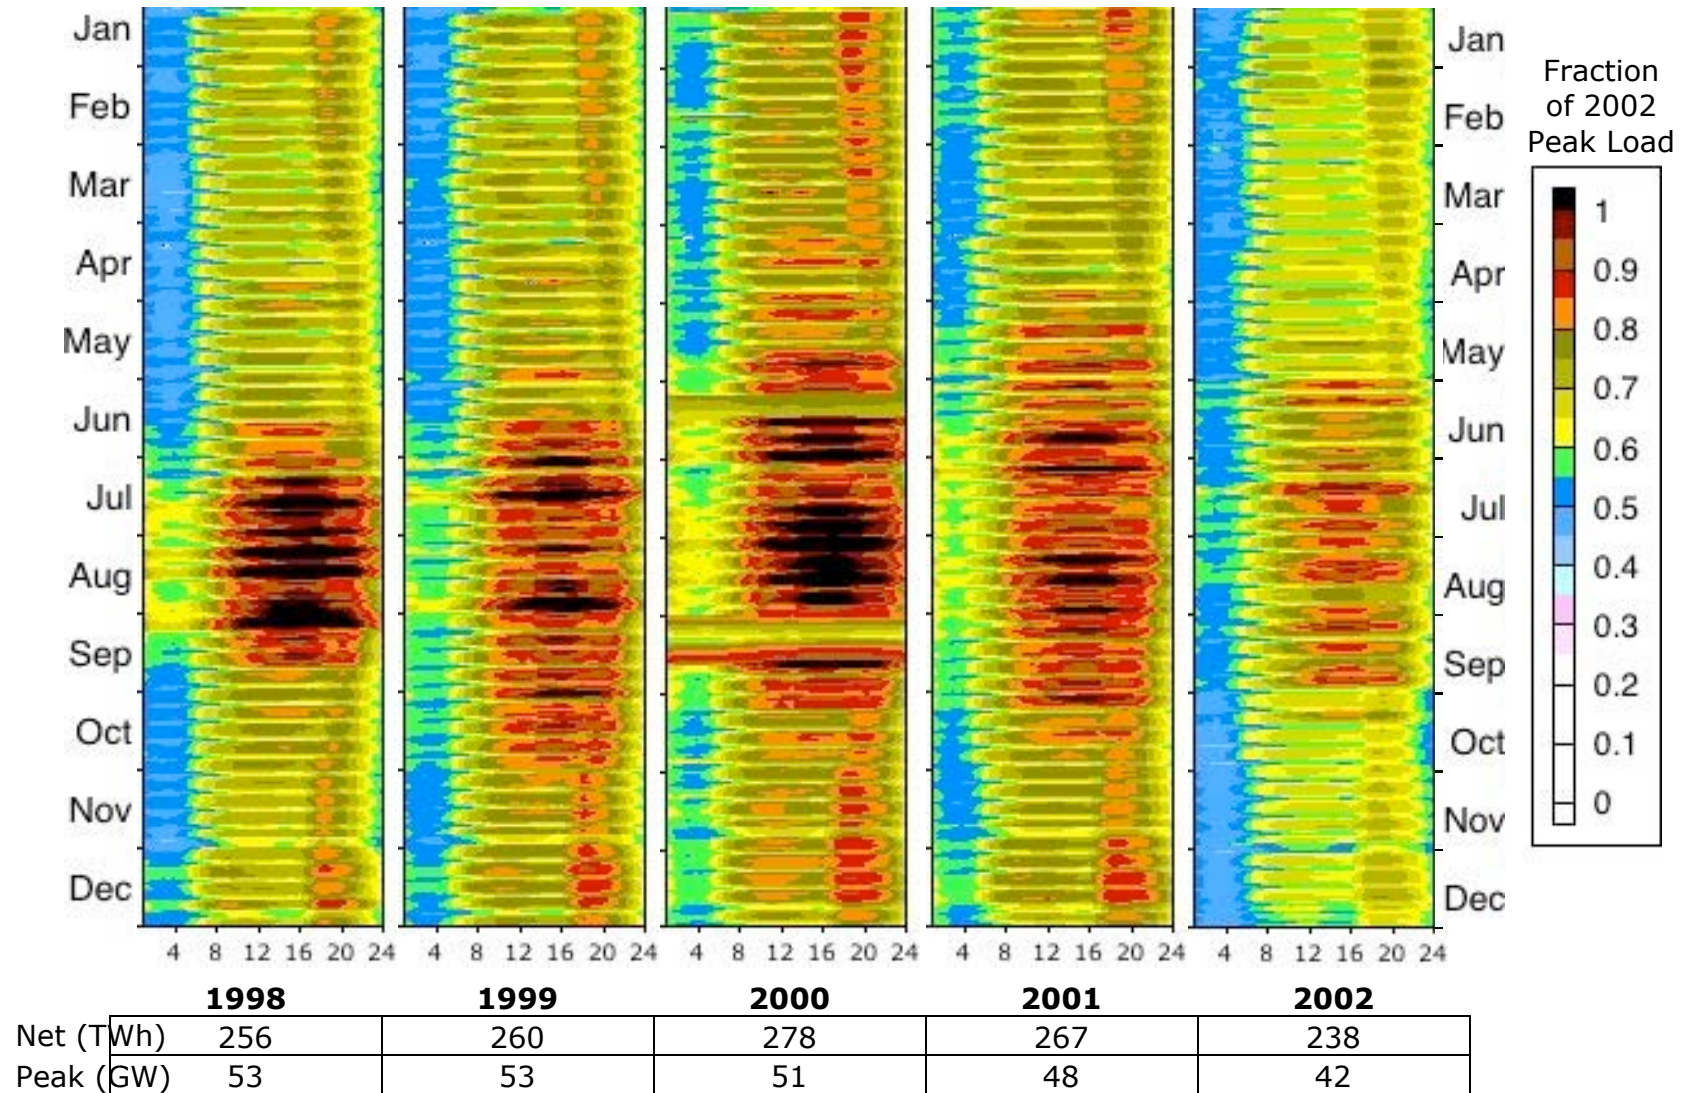 Jan
Feb
Mar
Apr
May
Jun
Jul
Aug
Sep
Oct
Nov
Dec
Jan
Feb
Mar
Apr
May
Jun
Jul
Aug
Sep
Oct
Nov
Dec
Fraction
of 2002
Peak Load
1
0.9
0.8
0.7
0.6
0.5
0.4
0.3
0.2
0.1
0
4 8 12 16 20 24
4 8 12 16 20 24
4 8 12 16 20 24
4 8 12 16 20 24
4 8 12 16 20 24
1998 1999 2000 2001 2002
Net (TWh) 256 260 278 267 238
Peak (GW) 53 53 51 48 42